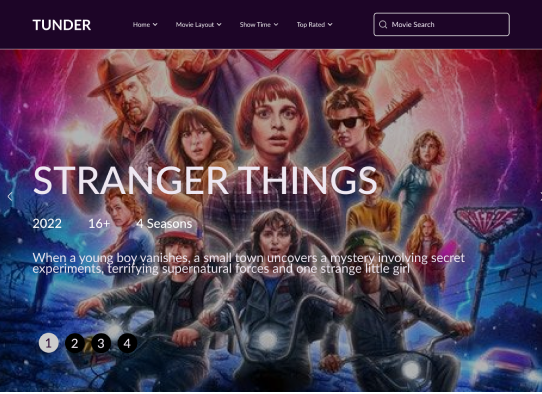 TUNDER
Home
Movie Layout
Show Time
Top Rated
Movie Search
STRANGER THINGS
2022 16+ 4 Seasons
When a young boy vanishes, a small town uncovers a mystery involving secret
experiments, terrifying supernatural forces and one strange little girl
1 2 3 4